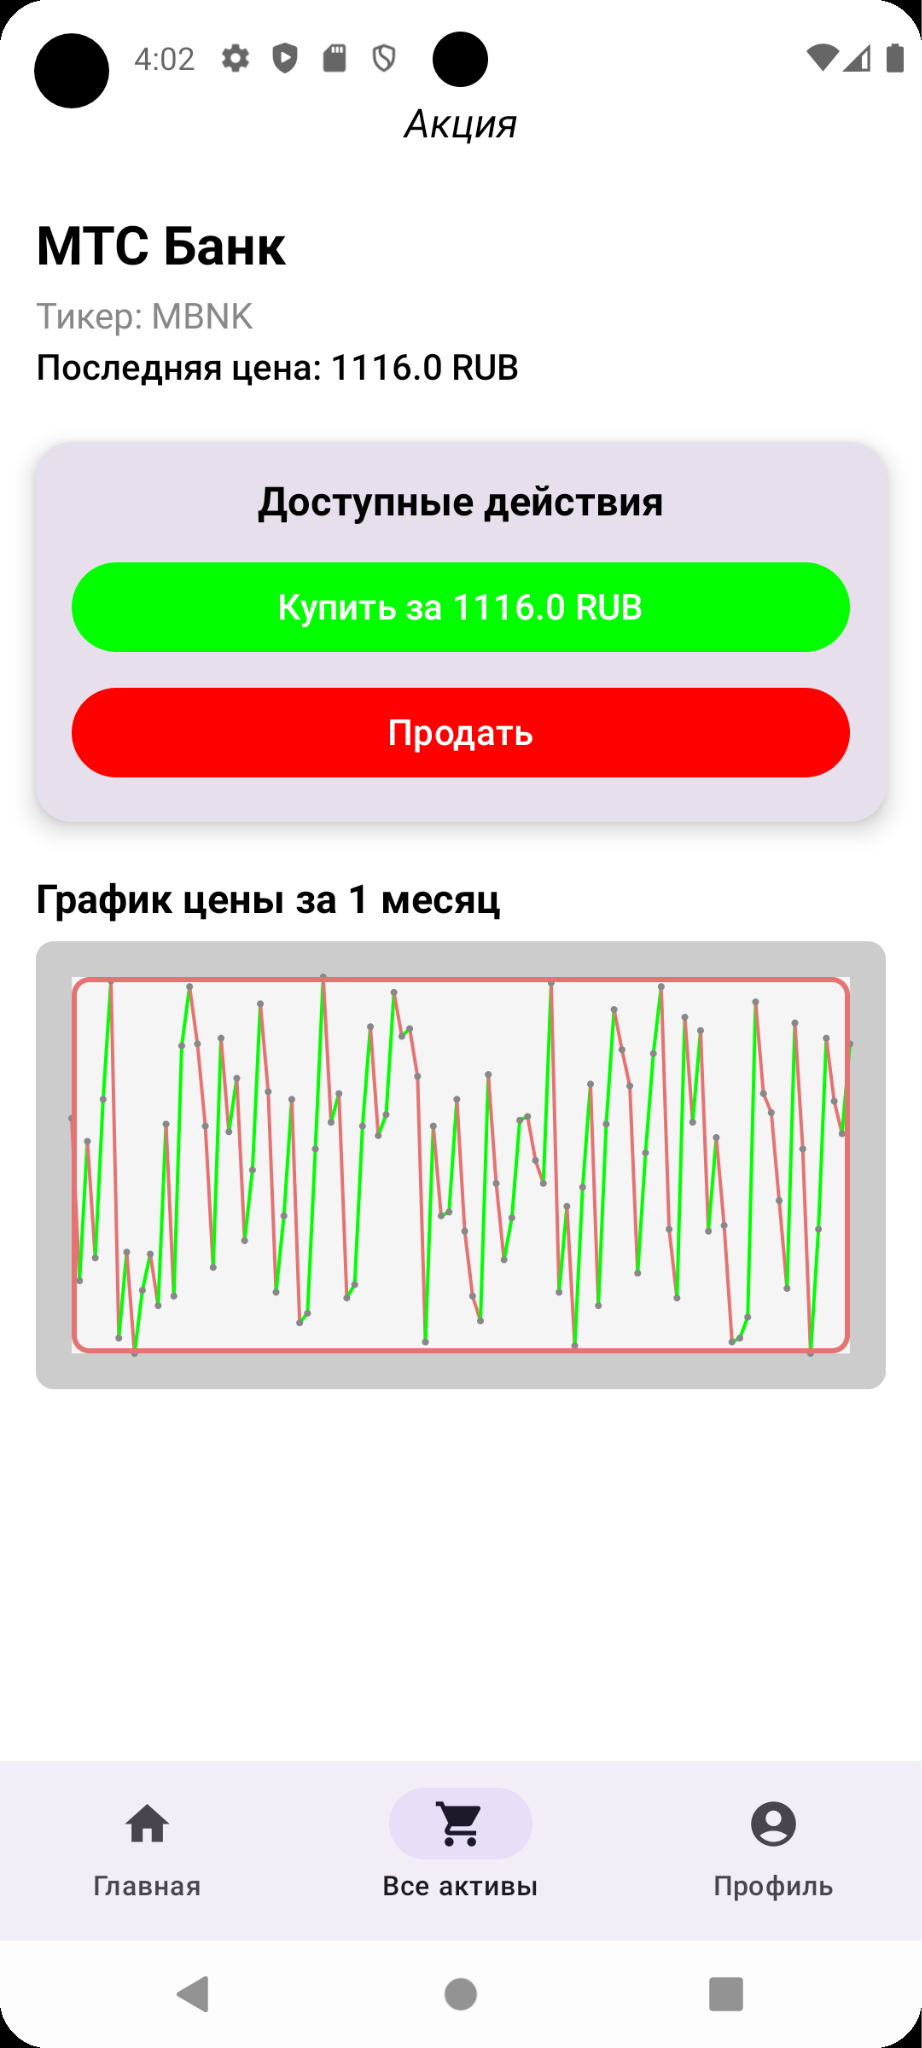 4:02
Акция
МТС Банк
Тикер: MBNK
Последняя цена: 1116.0 RUB
Доступные действия
Купить за 1116.0 RUB
Продать
График цены за 1 месяц
Главная
Все активы
Профиль